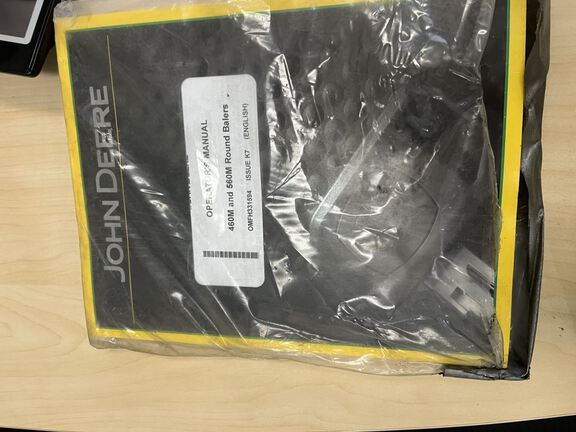 JOHN DEERE
OPERATOR'S MANUAL
460M and 560M Round Balers
OMFH331594 ISSUE K7 (ENGLISH)